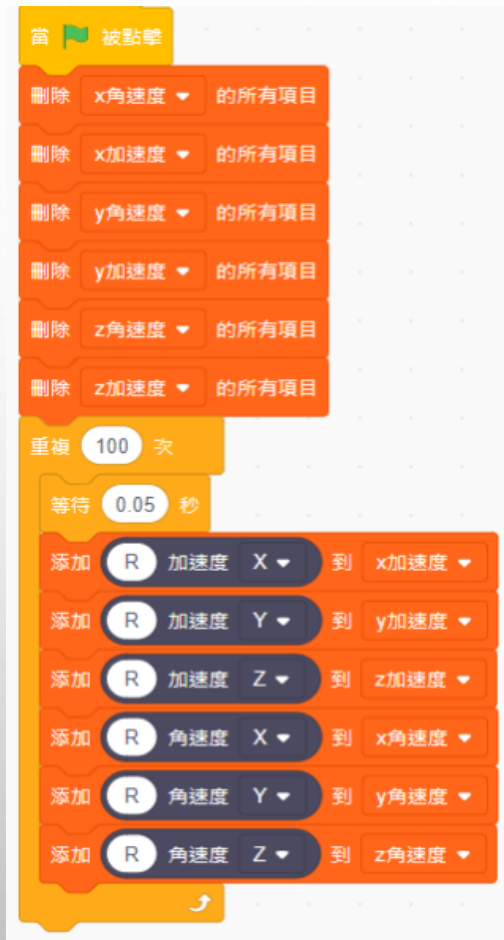 當 被點擊
刪除 x角速度 的所有項目
刪除 x加速度 的所有項目
刪除 y角速度 的所有項目
刪除 y加速度 的所有項目
刪除 z角速度 的所有項目
刪除 z加速度 的所有項目
重複 100 次
等待 0.05 秒
添加 R 加速度 X 到 x加速度
添加 R 加速度 Y 到 y加速度
添加 R 加速度 Z 到 z加速度
添加 R 角速度 X 到 x角速度
添加 R 角速度 Y 到 y角速度
添加 R 角速度 Z 到 z角速度